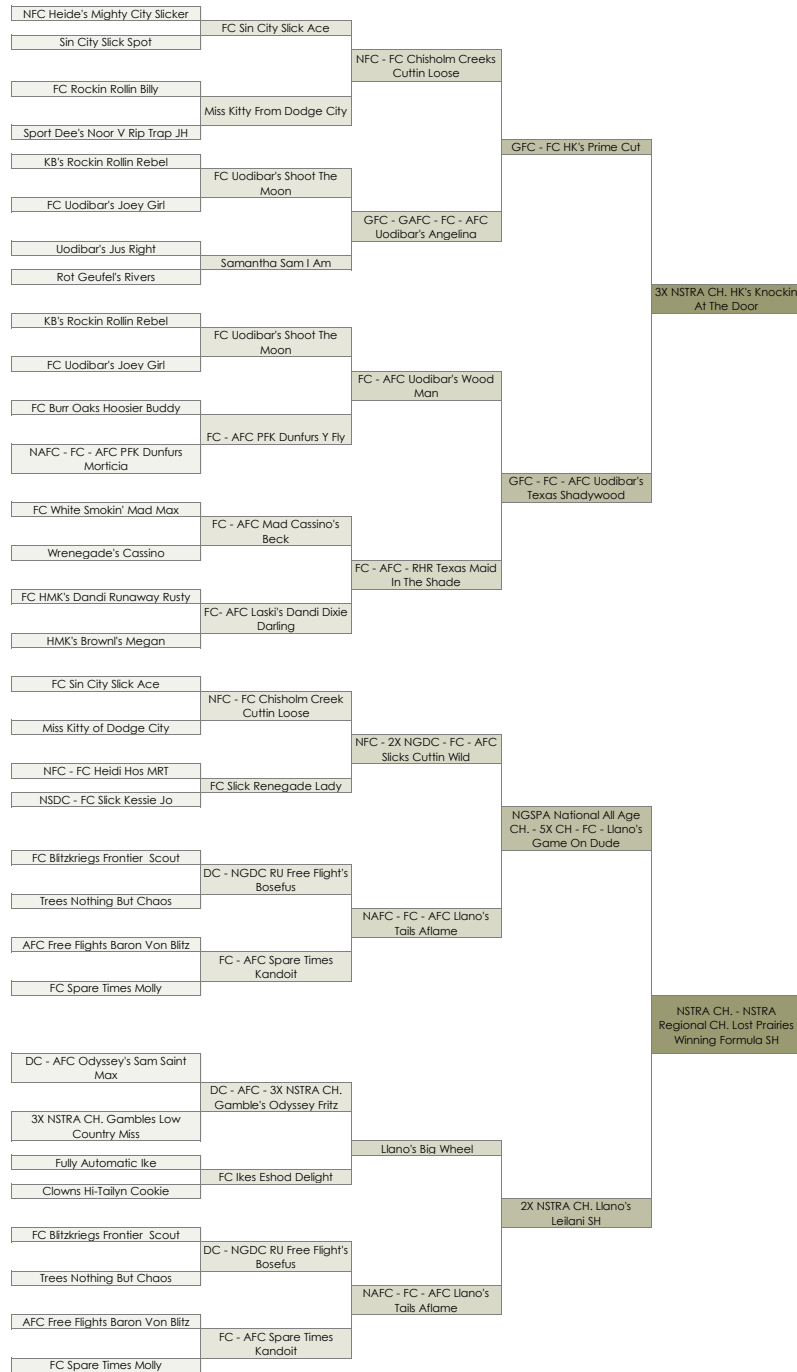 NFC Heide's Mighty City Slicker
FC Sin City Slick Ace
Sin City Slick Spot
NFC - FC Chisholm Creeks
Cuttin Loose
FC Rockin Rollin Billy
Miss Kitty From Dodge City
Sport Dee's Noor V Rip Trap JH
GFC - FC HK's Prime Cut
KB's Rockin Rollin Rebel
FC Uodibar's Shoot The
Moon
FC Uodibar's Joey Girl
GFC - GAFC - FC - AFC
Uodibar's Angelina
Uodibar's Jus Right
Samantha Sam I Am
Rot Geufel's Rivers
3X NSTRA CH. HK's Knockin
At The Door
KB's Rockin Rollin Rebel
FC Uodibar's Shoot The
Moon
FC Uodibar's Joey Girl
FC - AFC Uodibar's Wood
Man
FC Burr Oaks Hoosier Buddy
FC - AFC PFK Dunfurs Y Fly
NAFC - FC - AFC PFK Dunfurs
Morticia
GFC - FC - AFC Uodibar's
Texas Shadywood
FC White Smokin' Mad Max
FC - AFC Mad Cassino's
Beck
Wrenegade's Cassino
FC - AFC - RHR Texas Maid
In The Shade
FC HMK's Dandi Runaway Rusty
FC- AFC Laski's Dandi Dixie
Darling
HMK's Brownl's Megan
FC Sin City Slick Ace
NFC - FC Chisholm Creek
Cuttin Loose
Miss Kitty of Dodge City
NFC - 2X NGDC - FC - AFC
Slicks Cuttin Wild
NFC - FC Heidi Hos MRT
FC Slick Renegade Lady
NSDC - FC Slick Kessie Jo
NGSPA National All Age
CH. - 5X CH - FC - Llano's
Game On Dude
FC Blitzkriegs Frontier  Scout
DC - NGDC RU Free Flight's
Bosefus
Trees Nothing But Chaos
NAFC - FC - AFC Llano's
Tails Aflame
AFC Free Flights Baron Von Blitz
FC - AFC Spare Times
Kandoit
FC Spare Times Molly
NSTRA CH. - NSTRA
Regional CH. Lost Prairies
Winning Formula SH
DC - AFC Odyssey's Sam Saint
Max
DC - AFC - 3X NSTRA CH.
Gamble's Odyssey Fritz
3X NSTRA CH. Gambles Low
Country Miss
Llano's Big Wheel
Fully Automatic Ike
FC Ikes Eshod Delight
Clowns Hi-Tailyn Cookie
2X NSTRA CH. Llano's
Leilani SH
FC Blitzkriegs Frontier  Scout
DC - NGDC RU Free Flight's
Bosefus
Trees Nothing But Chaos
NAFC - FC - AFC Llano's
Tails Aflame
AFC Free Flights Baron Von Blitz
FC - AFC Spare Times
Kandoit
FC Spare Times Molly